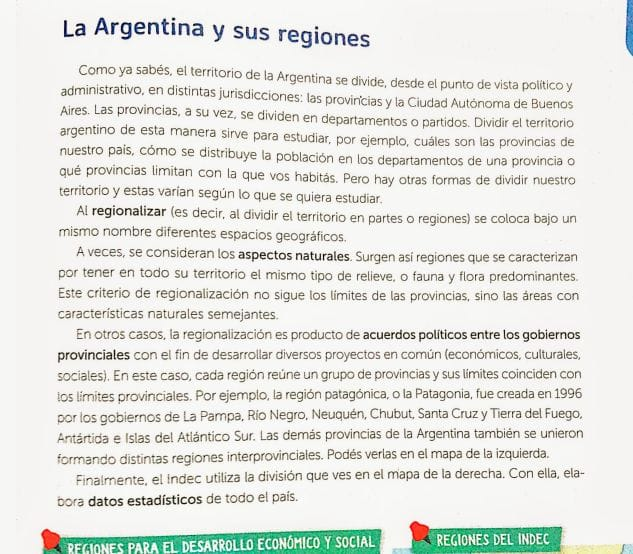 La Argentina y sus regiones
Como ya sabés, el territorio de la Argentina se divide, desde el punto de vista político y
administrativo, en distintas jurisdicciones: las provincias y la Ciudad Autónoma de Buenos
Aires. Las provincias, a su vez, se dividen en departamentos o partidos. Dividir el territorio
argentino de esta manera sirve para estudiar, por ejemplo, cuáles son las provincias de
nuestro país, cómo se distribuye la población en los departamentos de una provincia o
qué provincias limitan con la que vos habitás. Pero hay otras formas de dividir nuestro
territorio y estas varían según lo que se quiera estudiar.
Al regionalizar (es decir, al dividir el territorio en partes o regiones) se coloca bajo un
mismo nombre diferentes espacios geográficos.
A veces, se consideran los aspectos naturales. Surgen así regiones que se caracterizan
por tener en todo su territorio el mismo tipo de relieve, o fauna y flora predominantes.
Este criterio de regionalización no sigue los límites de las provincias, sino las áreas con
características naturales semejantes.
En otros casos, la regionalización es producto de acuerdos políticos entre los gobiernos
provinciales con el fin de desarrollar diversos proyectos en común (económicos, culturales,
sociales). En este caso, cada región reúne un grupo de provincias y sus límites coinciden con
los límites provinciales. Por ejemplo, la región patagónica, o la Patagonia, fue creada en 1996
por los gobiernos de La Pampa, Río Negro, Neuquén, Chubut, Santa Cruz y Tierra del Fuego,
Antártida e Islas del Atlántico Sur. Las demás provincias de la Argentina también se unieron
formando distintas regiones interprovinciales. Podés verlas en el mapa de la izquierda.
Finalmente, el Indec utiliza la división que ves en el mapa de la derecha. Con ella, ela-
bora datos estadísticos de todo el país.
REGIONES PARA EL DESARROLLO ECONÓMICO Y SOCIAL
REGIONES DEL INDEC